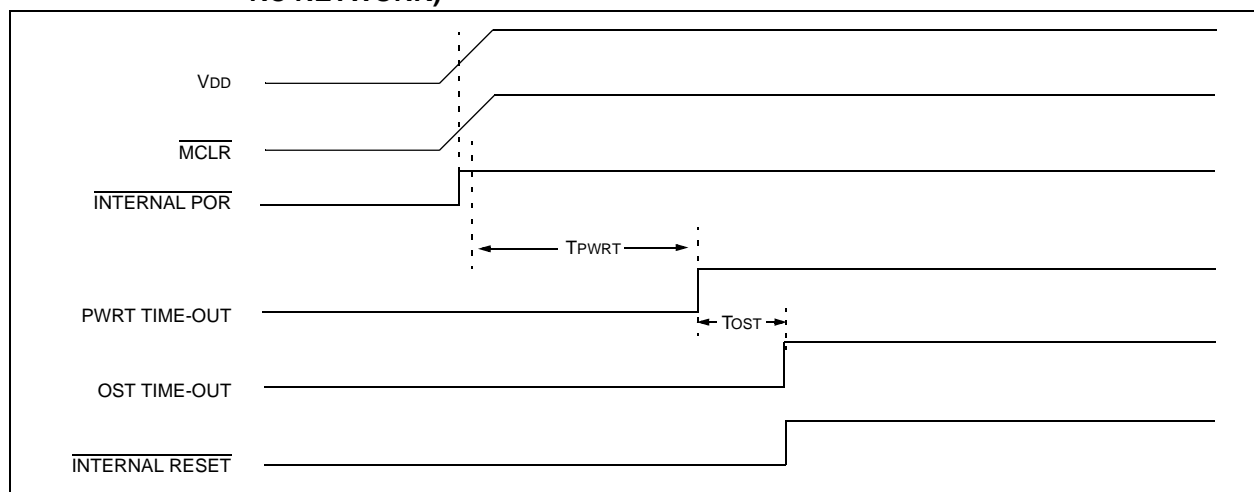 VDD
MCLR
INTERNAL POR
TPWRT
PWRT TIME-OUT
TOST
OST TIME-OUT
INTERNAL RESET